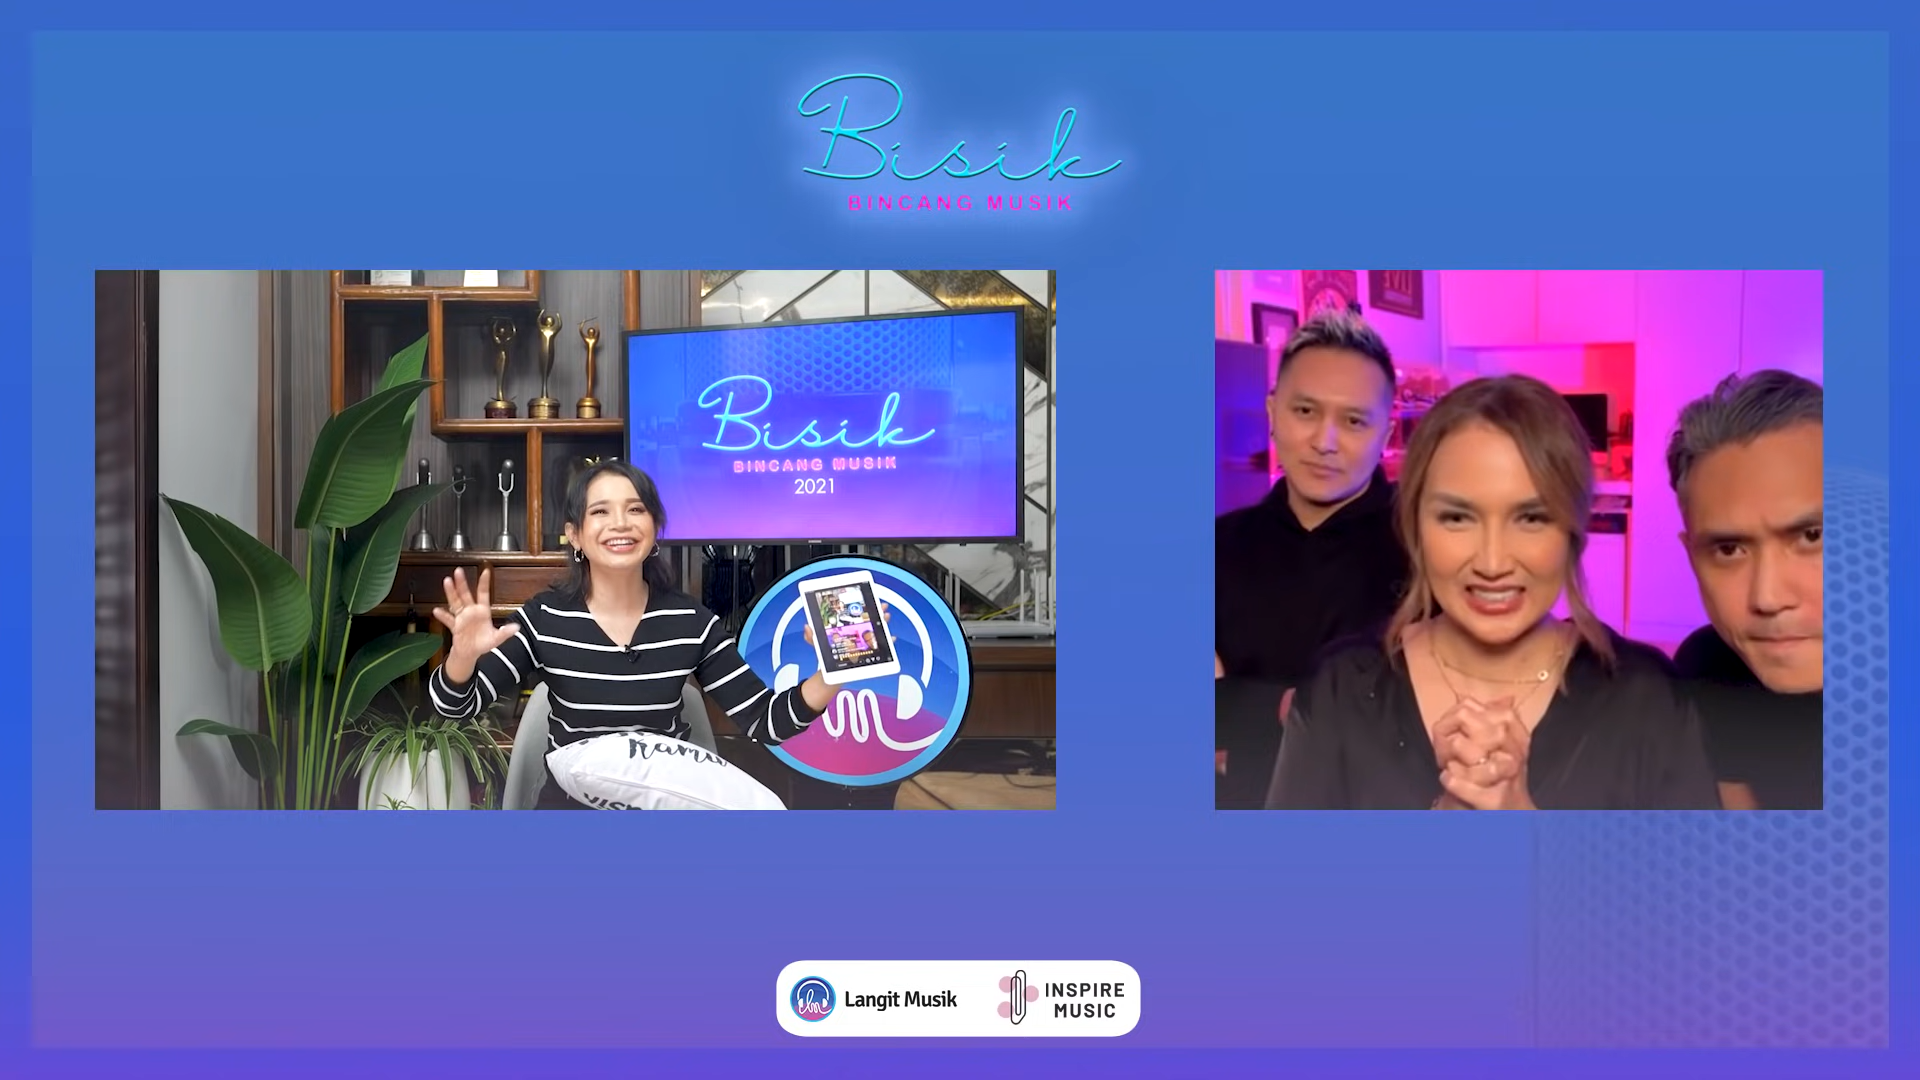 Bisik
BINCANG MUSIK
Bisik
BINCANG MUSIK
2021
Langit Musik
INSPIRE
MUSIC